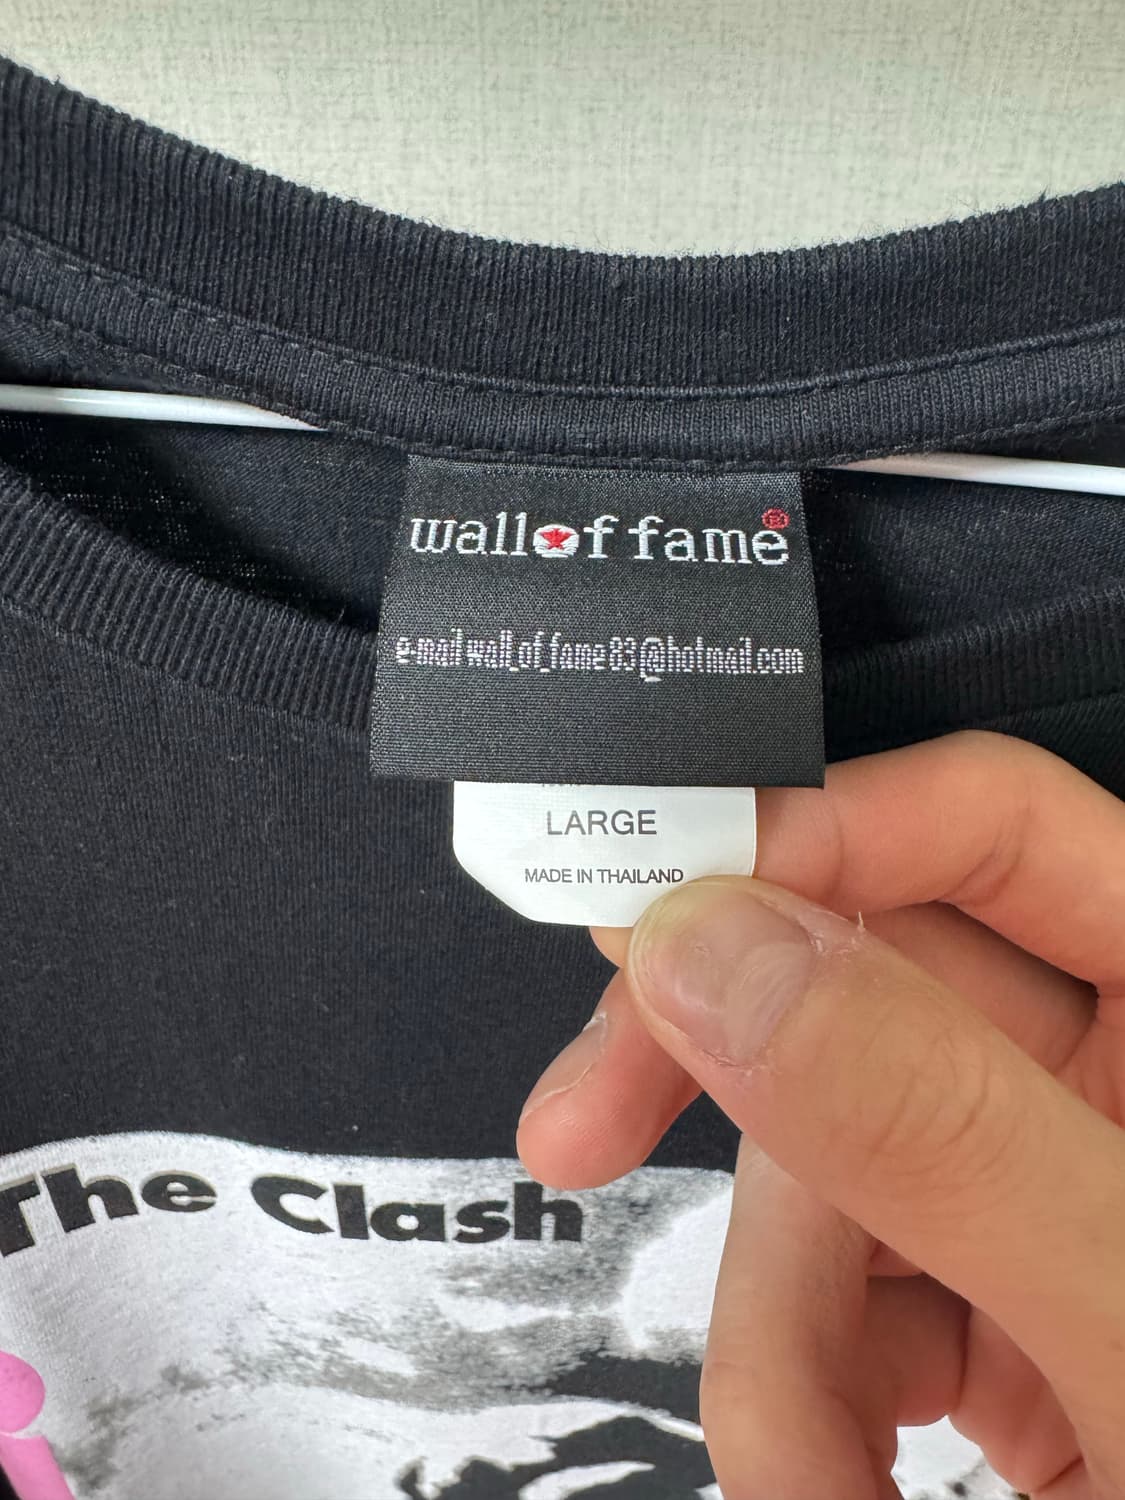 wall of fame®
e-mail wall_of_fame83@hotmail.com
LARGE
MADE IN THAILAND
The Clash